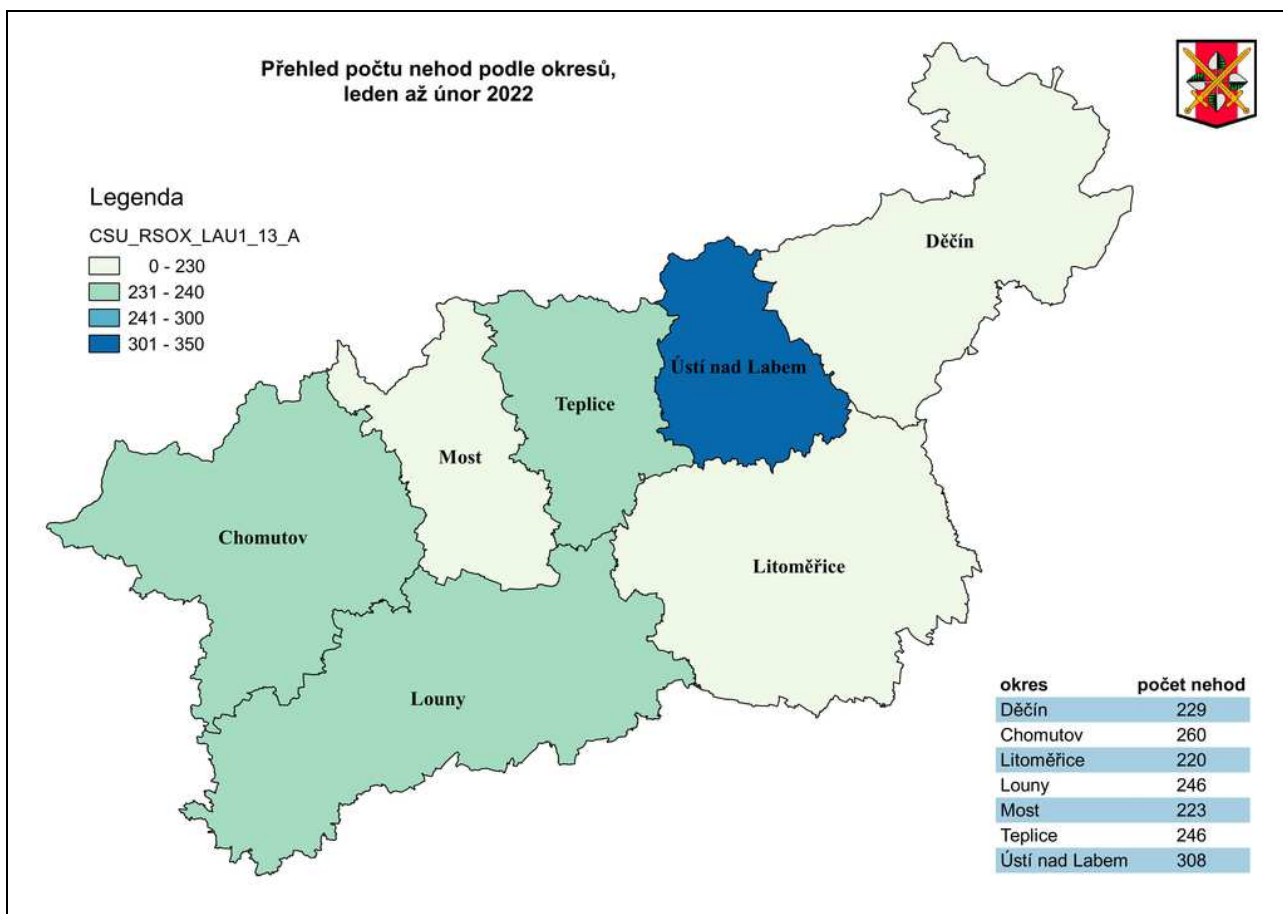 Přehled počtu nehod podle okresů,
leden až únor 2022
Legenda
CSU_RSOX_LAU1_13_A
0 - 230
231 - 240
241 - 300
301 - 350
Děčín
Ústí nad Labem
Teplice
Most
Chomutov
Litoměřice
Louny
okres počet nehod
Děčín 229
Chomutov 260
Litoměřice 220
Louny 246
Most 223
Teplice 246
Ústí nad Labem 308